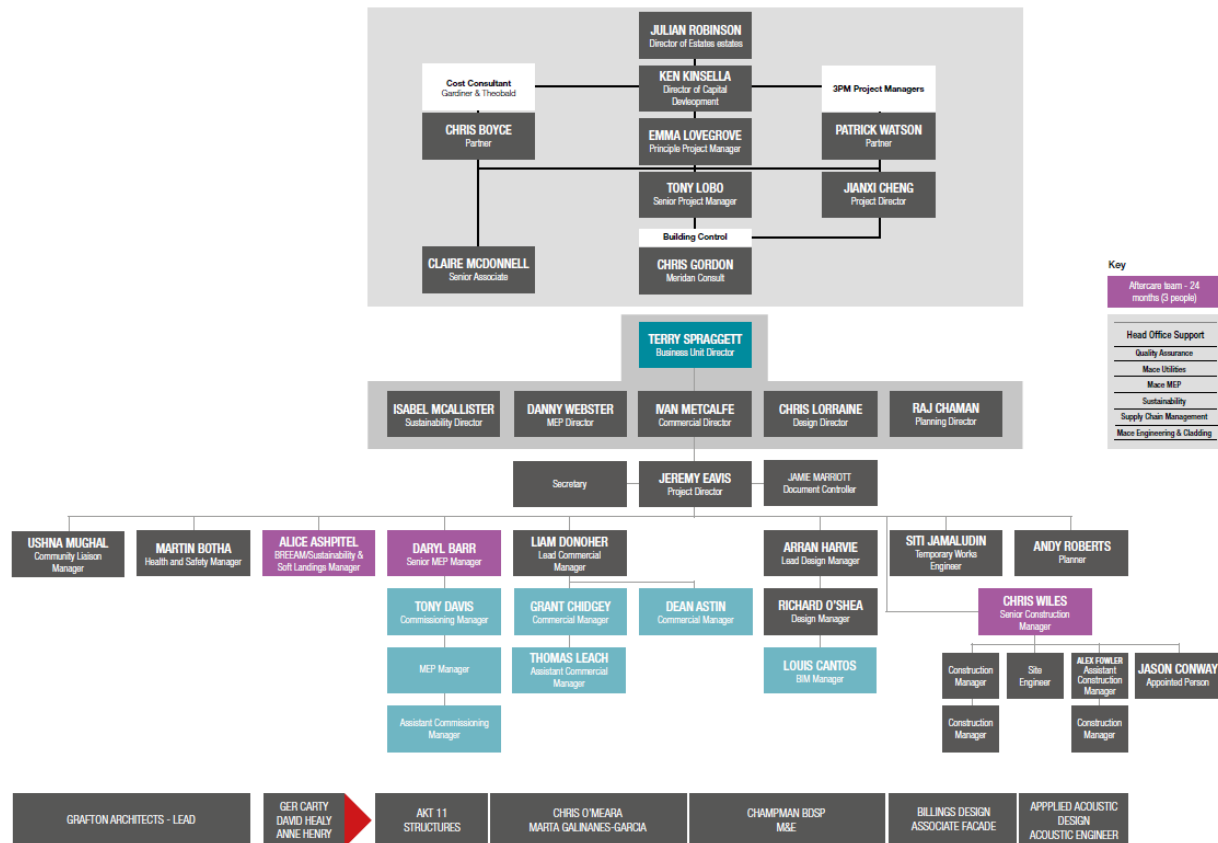 JULIAN ROBINSON
Director of Estates estates
Cost Consultant
Gardiner & Theobald
KEN KINSELLA
Director of Capital
Devleopment
3PM Project Managers
CHRIS BOYCE
Partner
EMMA LOVEGROVE
Principle Project Manager
PATRICK WATSON
Partner
TONY LOBO
Senior Project Manager
JIANXI CHENG
Project Director
Building Control
CLAIRE MCDONNELL
Senior Associate
CHRIS GORDON
Meridan Consult
Key
Aftercare team - 24
months (3 people)
Head Office Support
Quality Assurance
Mace Utilities
Mace MEP
Sustainability
Supply Chain Management
Mace Engineering & Cladding
TERRY SPRAGGETT
Business Unit Director
ISABEL MCALLISTER
Sustainability Director
DANNY WEBSTER
MEP Director
IVAN METCALFE
Commercial Director
CHRIS LORRAINE
Design Director
RAJ CHAMAN
Planning Director
Secretary
JEREMY EAVIS
Project Director
JAMIE MARRIOTT
Document Controller
USHNA MUGHAL
Community Liaison
Manager
MARTIN BOTHA
Health and Safety Manager
ALICE ASHPITEL
BREEAM/Sustainability &
Soft Landings Manager
DARYL BARR
Senior MEP Manager
LIAM DONOHER
Lead Commercial
Manager
ARRAN HARVIE
Lead Design Manager
SITI JAMALUDIN
Temporary Works
Engineer
ANDY ROBERTS
Planner
TONY DAVIS
Commissioning Manager
GRANT CHIDGEY
Commercial Manager
DEAN ASTIN
Commercial Manager
RICHARD O'SHEA
Design Manager
CHRIS WILES
Senior Construction
Manager
MEP Manager
THOMAS LEACH
Assistant Commercial
Manager
LOUIS CANTOS
BIM Manager
Construction
Manager
Site
Engineer
ALEX FOWLER
Assistant
Construction
Manager
JASON CONWAY
Appointed Person
Assistant Commissioning
Manager
Construction
Manager
Construction
Manager
GRAFTON ARCHITECTS - LEAD
GER CARTY
DAVID HEALY
ANNE HENRY
AKT 11
STRUCTURES
CHRIS O'MEARA
MARTA GALINANES-GARCIA
CHAMPMAN BDSP
M&E
BILLINGS DESIGN
ASSOCIATE FACADE
APPPLIED ACOUSTIC
DESIGN
ACOUSTIC ENGINEER